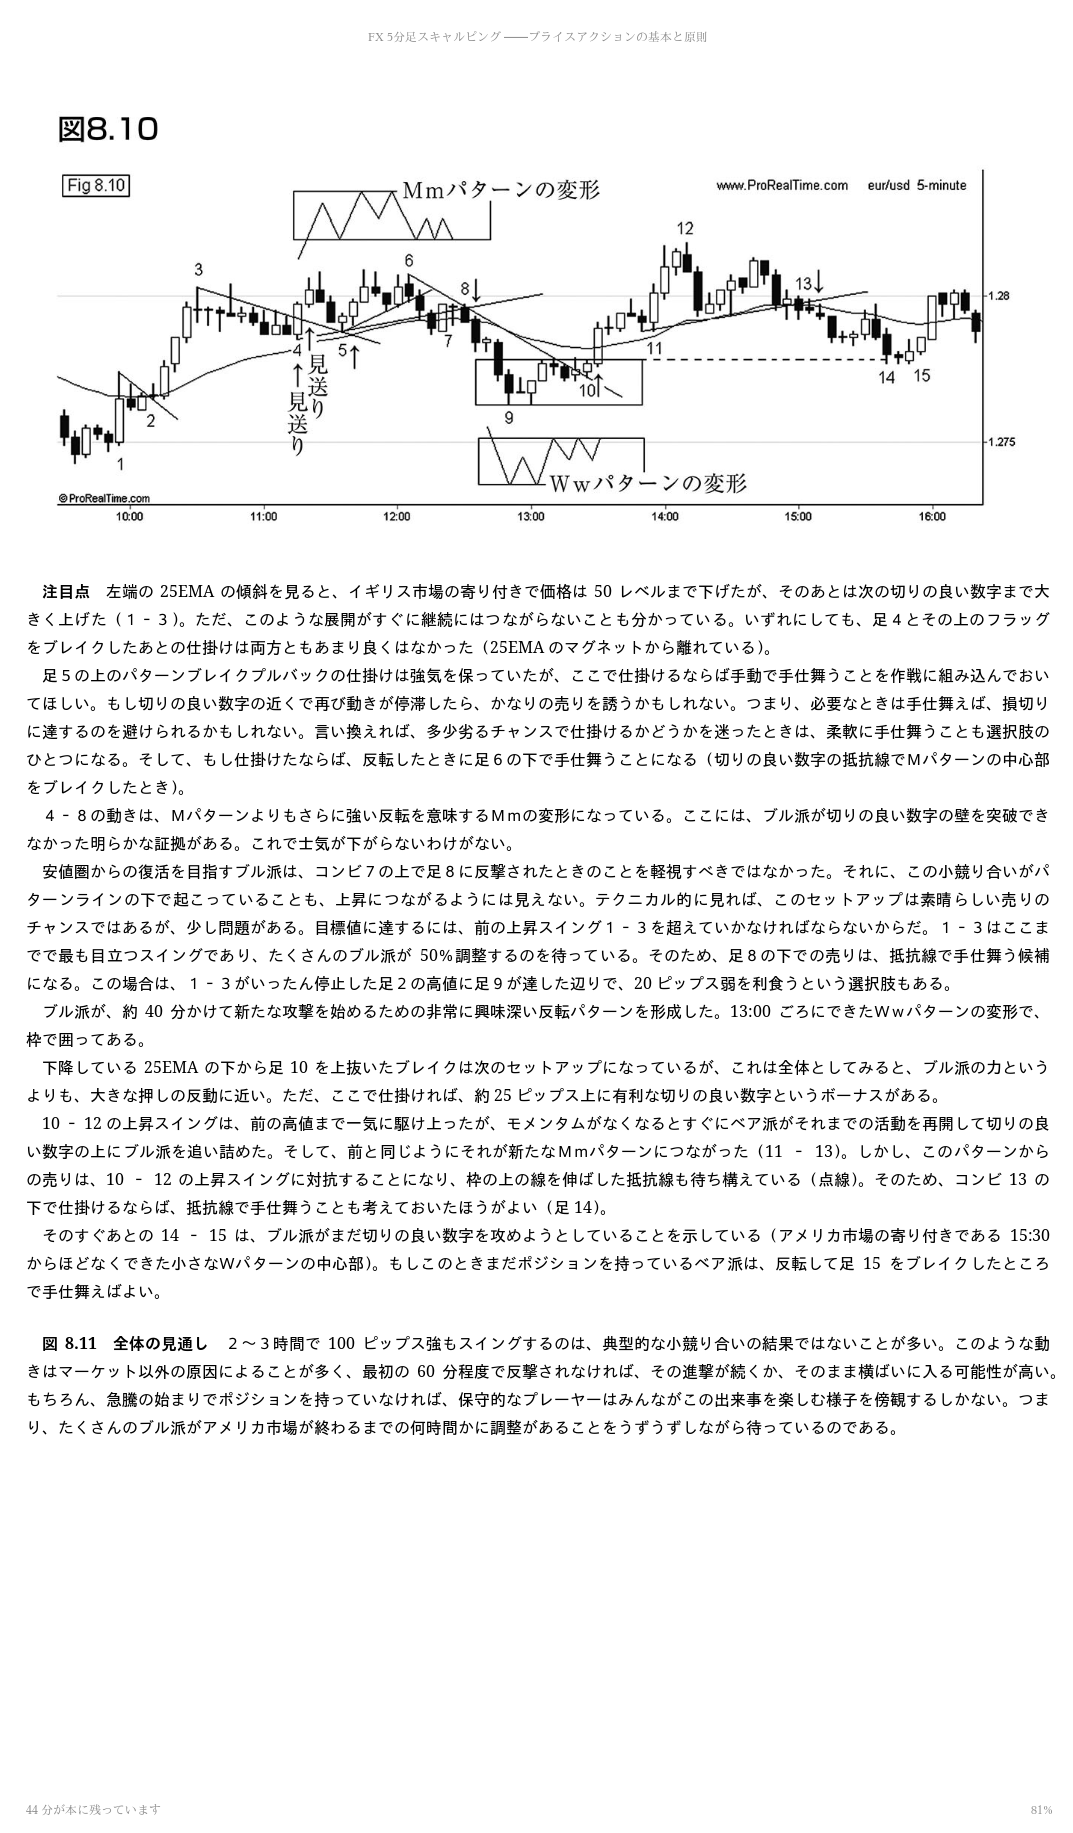 FX 5分足スキャルピング ――プライスアクションの基本と原則
図8.10
Fig 8.10
Mmパターンの変形
www.ProRealTime.com eur/usd 5-minute
12
6
3
8
13
1.28
4
5
7
11
見送り
見送り
2
10
14
15
9
1
1.275
Wwパターンの変形
©ProRealTime.com
10:00 11:00 12:00 13:00 14:00 15:00 16:00
注目点 左端の 25EMA の傾斜を見ると、イギリス市場の寄り付きで価格は 50 レベルまで下げたが、そのあとは次の切りの良い数字まで大
きく上げた（１‐３）。ただ、このような展開がすぐに継続にはつながらないことも分かっている。いずれにしても、足４とその上のフラッグ
をブレイクしたあとの仕掛けは両方ともあまり良くはなかった（25EMA のマグネットから離れている）。
足５の上のパターンブレイクプルバックの仕掛けは強気を保っていたが、ここで仕掛けるならば手動で手仕舞うことを作戦に組み込んでおい
てほしい。もし切りの良い数字の近くで再び動きが停滞したら、かなりの売りを誘うかもしれない。つまり、必要なときは手仕舞えば、損切り
に達するのを避けられるかもしれない。言い換えれば、多少劣るチャンスで仕掛けるかどうかを迷ったときは、柔軟に手仕舞うことも選択肢の
ひとつになる。そして、もし仕掛けたならば、反転したときに足６の下で手仕舞うことになる（切りの良い数字の抵抗線でＭパターンの中心部
をブレイクしたとき）。
４‐８の動きは、Ｍパターンよりもさらに強い反転を意味するＭｍの変形になっている。ここには、ブル派が切りの良い数字の壁を突破でき
なかった明らかな証拠がある。これで士気が下がらないわけがない。
安値圏からの復活を目指すブル派は、コンビ７の上で足８に反撃されたときのことを軽視すべきではなかった。それに、この小競り合いがパ
ターンラインの下で起こっていることも、上昇につながるようには見えない。テクニカル的に見れば、このセットアップは素晴らしい売りの
チャンスではあるが、少し問題がある。目標値に達するには、前の上昇スイング１‐３を超えていかなければならないからだ。１‐３はここま
でで最も目立つスイングであり、たくさんのブル派が 50％調整するのを待っている。そのため、足８の下での売りは、抵抗線で手仕舞う候補
になる。この場合は、１‐３がいったん停止した足２の高値に足９が達した辺りで、20 ピップス弱を利食うという選択肢もある。
ブル派が、約 40 分かけて新たな攻撃を始めるための非常に興味深い反転パターンを形成した。13:00 ごろにできたＷｗパターンの変形で、
枠で囲ってある。
下降している 25EMA の下から足 10 を上抜いたブレイクは次のセットアップになっているが、これは全体としてみると、ブル派の力という
よりも、大きな押しの反動に近い。ただ、ここで仕掛ければ、約 25 ピップス上に有利な切りの良い数字というボーナスがある。
10 ‐ 12 の上昇スイングは、前の高値まで一気に駆け上ったが、モメンタムがなくなるとすぐにベア派がそれまでの活動を再開して切りの良
い数字の上にブル派を追い詰めた。そして、前と同じようにそれが新たなＭｍパターンにつながった（11 ‐ 13）。しかし、このパターンから
の売りは、10 ‐ 12 の上昇スイングに対抗することになり、枠の上の線を伸ばした抵抗線も待ち構えている（点線）。そのため、コンビ 13 の
下で仕掛けるならば、抵抗線で手仕舞うことも考えておいたほうがよい（足 14）。
そのすぐあとの 14 ‐ 15 は、ブル派がまだ切りの良い数字を攻めようとしていることを示している（アメリカ市場の寄り付きである 15:30
からほどなくできた小さなＷパターンの中心部）。もしこのときまだポジションを持っているベア派は、反転して足 15 をブレイクしたところ
で手仕舞えばよい。
図 8.11 全体の見通し ２～３時間で 100 ピップス強もスイングするのは、典型的な小競り合いの結果ではないことが多い。このような動
きはマーケット以外の原因によることが多く、最初の 60 分程度で反撃されなければ、その進撃が続くか、そのまま横ばいに入る可能性が高い。
もちろん、急騰の始まりでポジションを持っていなければ、保守的なプレーヤーはみんながこの出来事を楽しむ様子を傍観するしかない。つま
り、たくさんのブル派がアメリカ市場が終わるまでの何時間かに調整があることをうずうずしながら待っているのである。
44 分が本に残っています
81%